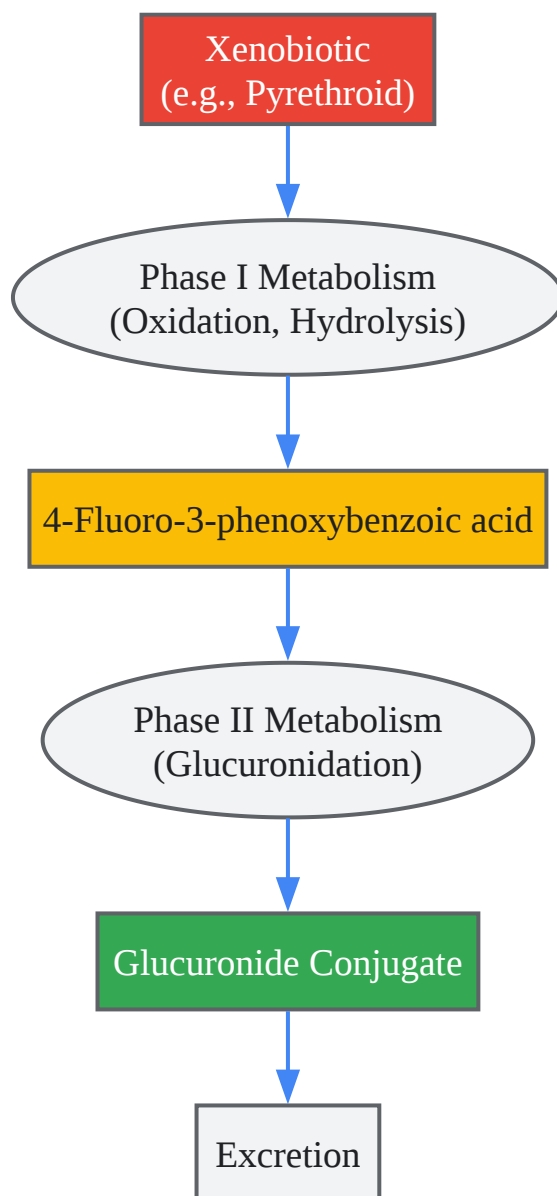 Xenobiotic
(e.g., Pyrethroid)
Phase I Metabolism
(Oxidation, Hydrolysis)
4-Fluoro-3-phenoxybenzoic acid
Phase II Metabolism
(Glucuronidation)
Glucuronide Conjugate
Excretion